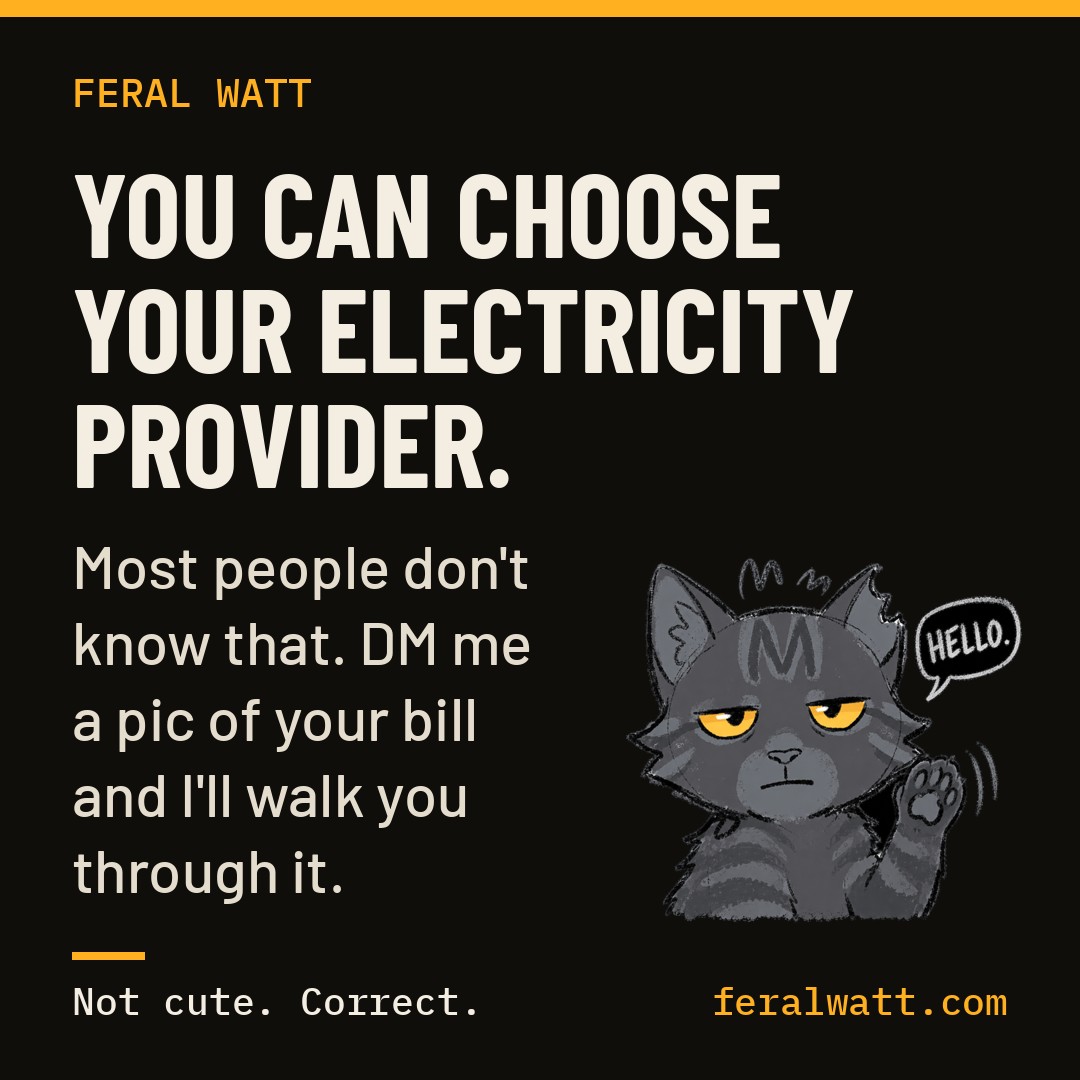 FERAL WATT
YOU CAN CHOOSE
YOUR ELECTRICITY
PROVIDER.
Most people don't
know that. DM me
a pic of your bill
and I'll walk you
through it.
HELLO.
Not cute. Correct.
feralwatt.com